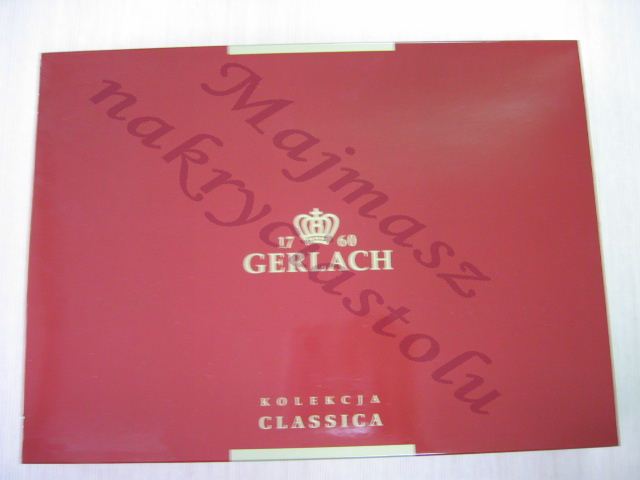 Majmasz
nakryciastolu
17 60
GERLACH
KOLEKCJA
CLASSICA